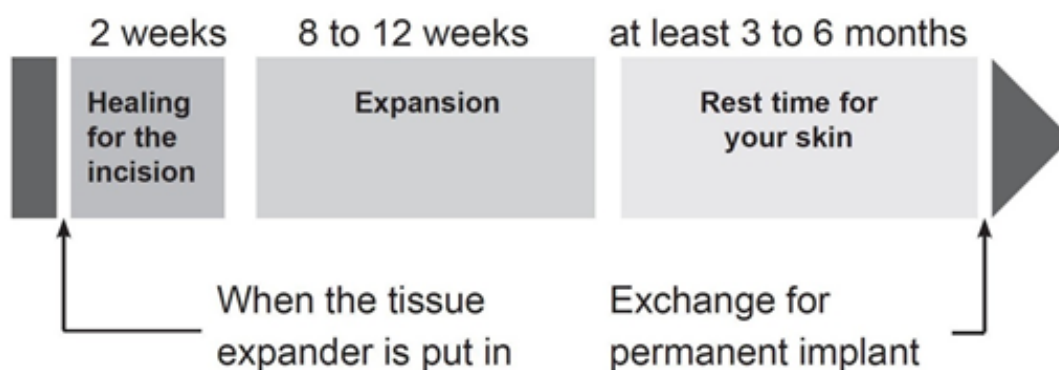 2 weeks
8 to 12 weeks
at least 3 to 6 months
Healing
for the
incision
Expansion
Rest time for
your skin
When the tissue
expander is put in
Exchange for
permanent implant